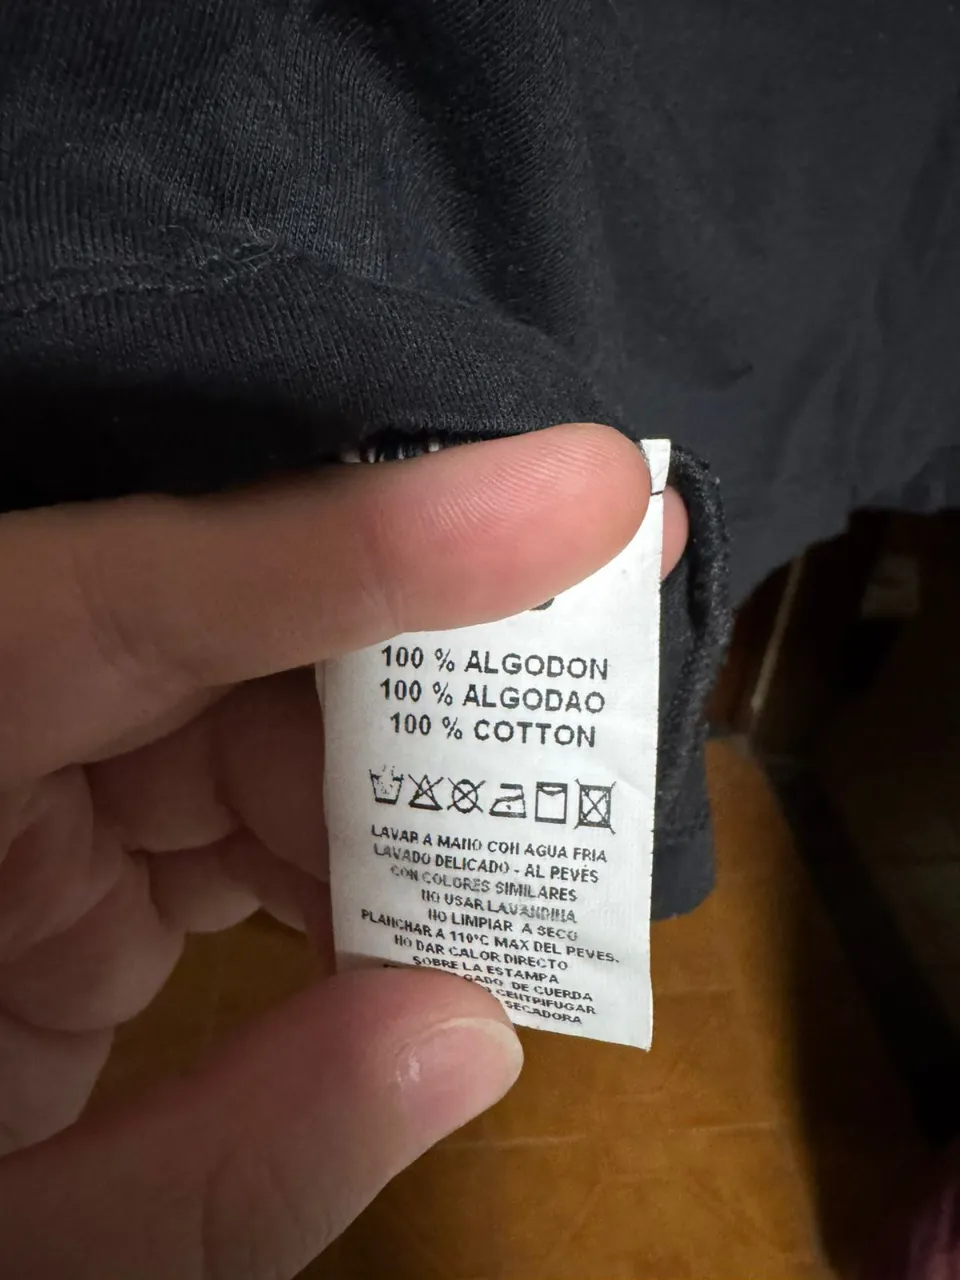 100 % ALGODON
100 % ALGODAO
100 % COTTON
LAVAR A MANO CON AGUA FRIA
LAVADO DELICADO - AL REVÉS
CON COLORES SIMILARES
NO USAR LAVANDINA
NO LIMPIAR A SECO
PLANCHAR A 110°C MAX DEL REVES.
NO DAR CALOR DIRECTO
SOBRE LA ESTAMPA
DE CUERDA
CENTRIFUGAR
SECADORA